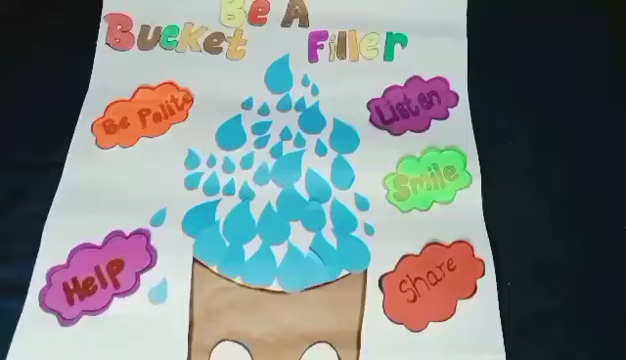 Be A
Bucket Filler
Be Polite
Listen
Smile
Help
Share